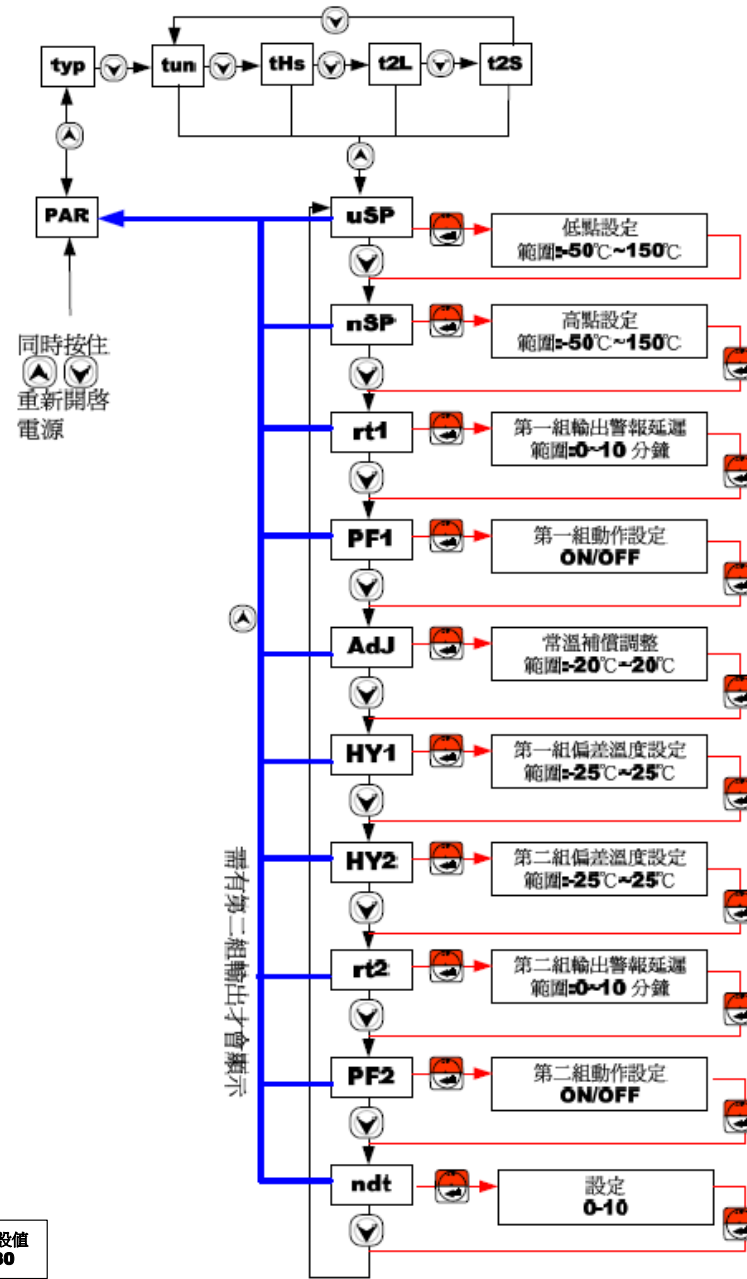 typ
tun
tHs
t2L
t2S
PAR
同時按住
重新開啓
電源
uSP
低點設定
範圍:-50℃~150℃
nSP
高點設定
範圍:-50℃~150℃
rt1
第一組輸出警報延遲
範圍:0~10 分鐘
PF1
第一組動作設定
ON/OFF
AdJ
常溫補償調整
範圍:-20℃~20℃
HY1
第一組偏差溫度設定
範圍:-25℃~25℃
HY2
第二組偏差溫度設定
範圍:-25℃~25℃
需有第二組輸出才會顯示
rt2
第二組輸出警報延遲
範圍:0~10 分鐘
PF2
第二組動作設定
ON/OFF
ndt
設定
0-10
設值